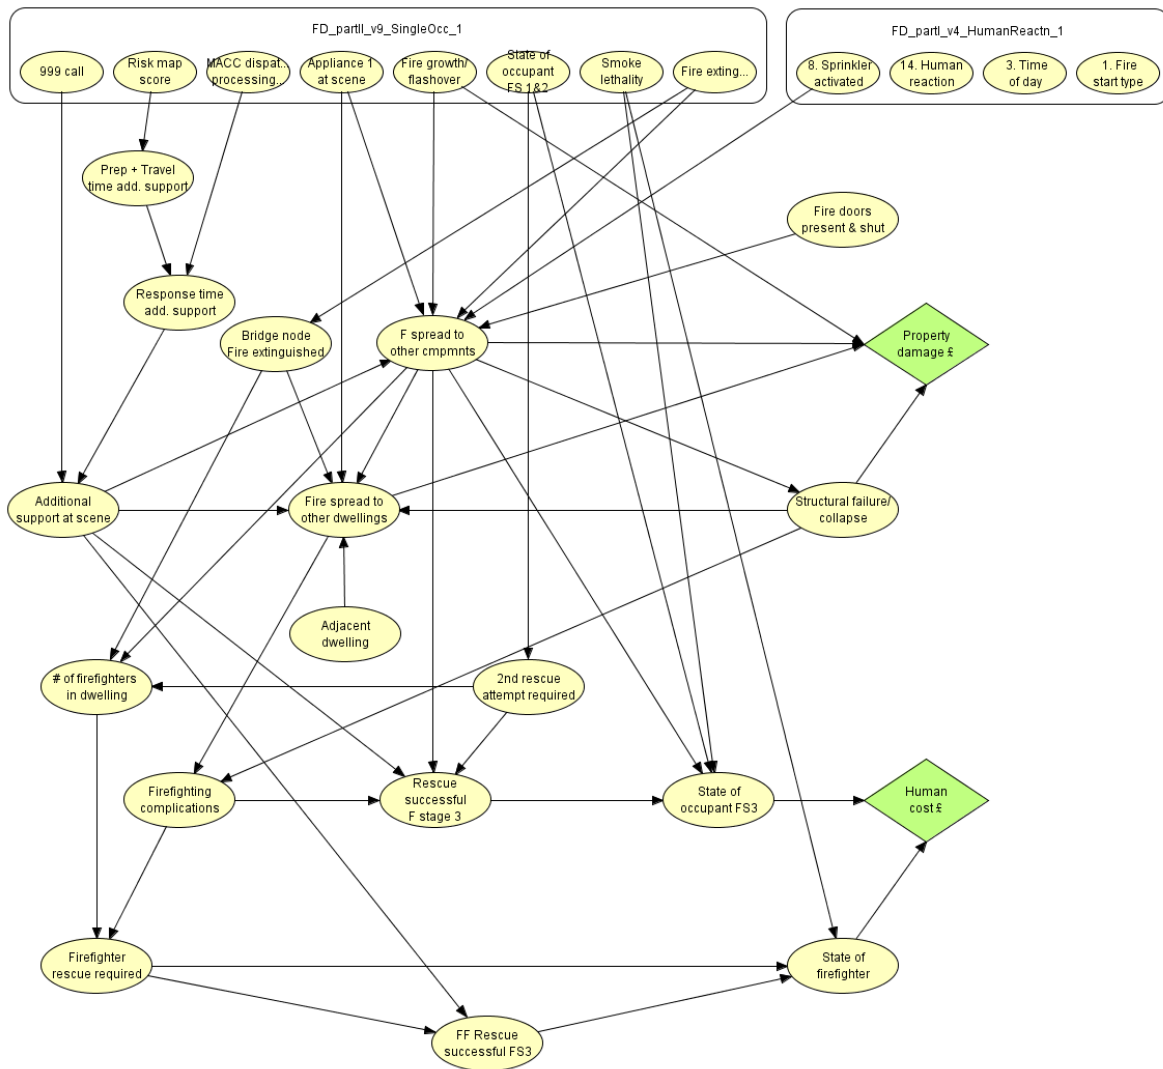 FD_partII_v9_SingleOcc_1
FD_partI_v4_HumanReactn_1
999 call
Risk map
score
MACC dispat...
processing...
Appliance 1
at scene
Fire growth/
flashover
State of
occupant
FS 1&2
Smoke
lethality
Fire exting...
8. Sprinkler
activated
14. Human
reaction
3. Time
of day
1. Fire
start type
Prep + Travel
time add. support
Fire doors
present & shut
Response time
add. support
Bridge node
Fire extinguished
F spread to
other cmpmnts
Property
damage £
Additional
support at scene
Fire spread to
other dwellings
Structural failure/
collapse
Adjacent
dwelling
# of firefighters
in dwelling
2nd rescue
attempt required
Firefighting
complications
Rescue
successful
F stage 3
State of
occupant FS3
Human
cost £
Firefighter
rescue required
State of
firefighter
FF Rescue
successful FS3